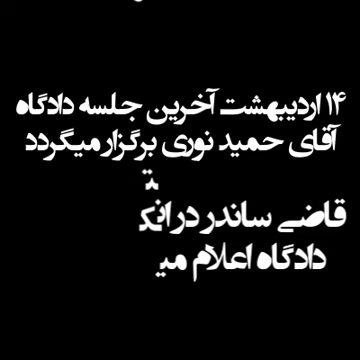 ۱۴ اردیبهشت آخرین جلسه دادگاه
آقای حمید نوری برگزار میگردد
قاضی ساندر در
دادگاه اعلام